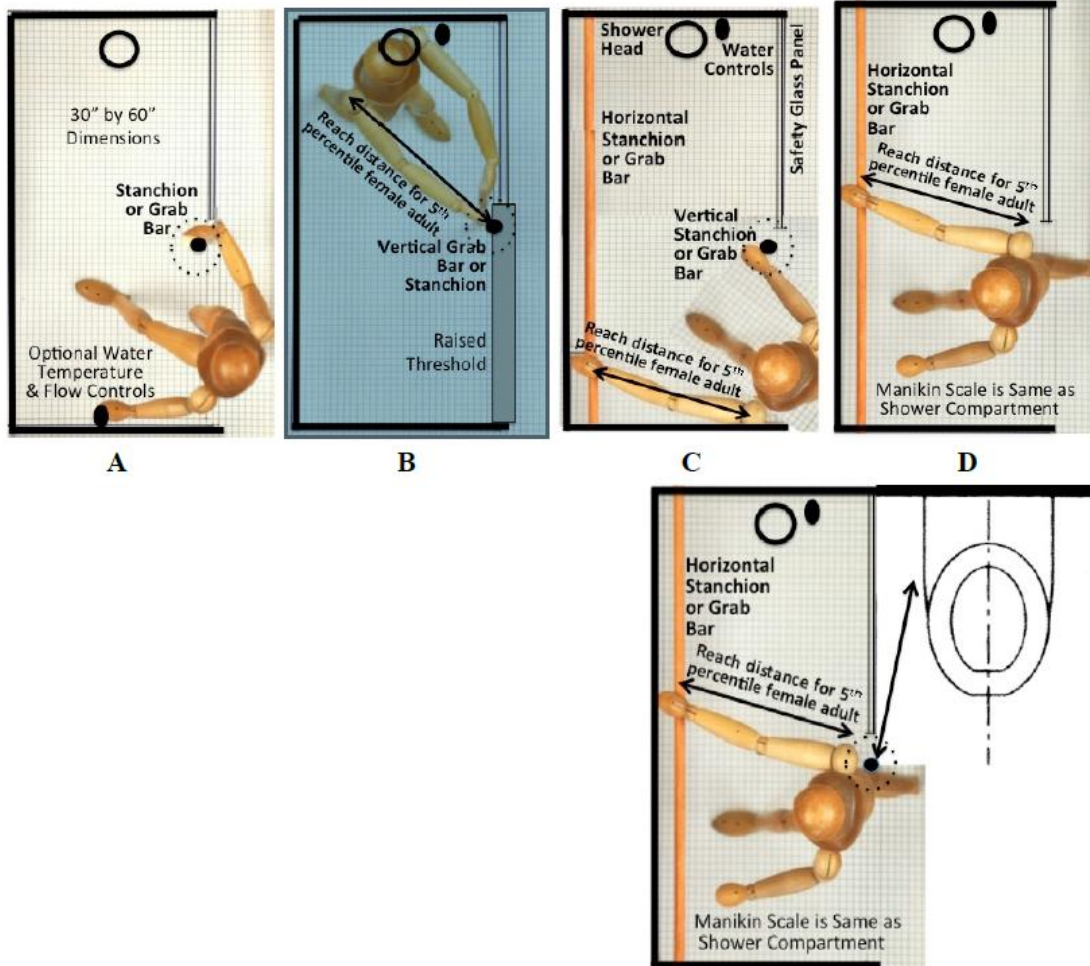 30” by 60”
Dimensions
Stanchion
or Grab
Bar
Optional Water
Temperature
& Flow Controls
A
Reach distance for 5th
percentile female adult
Vertical Grab
Bar or
Stanchion
Raised
Threshold
B
Shower
Head
Water
Controls
Safety Glass Panel
Horizontal
Stanchion
or Grab
Bar
Vertical
Stanchion
or Grab
Bar
Reach distance for 5th
percentile female adult
C
Horizontal
Stanchion
or Grab
Bar
Reach distance for 5th
percentile female adult
Manikin Scale is Same as
Shower Compartment
D
Horizontal
Stanchion
or Grab
Bar
Reach distance for 5th
percentile female adult
Manikin Scale is Same as
Shower Compartment